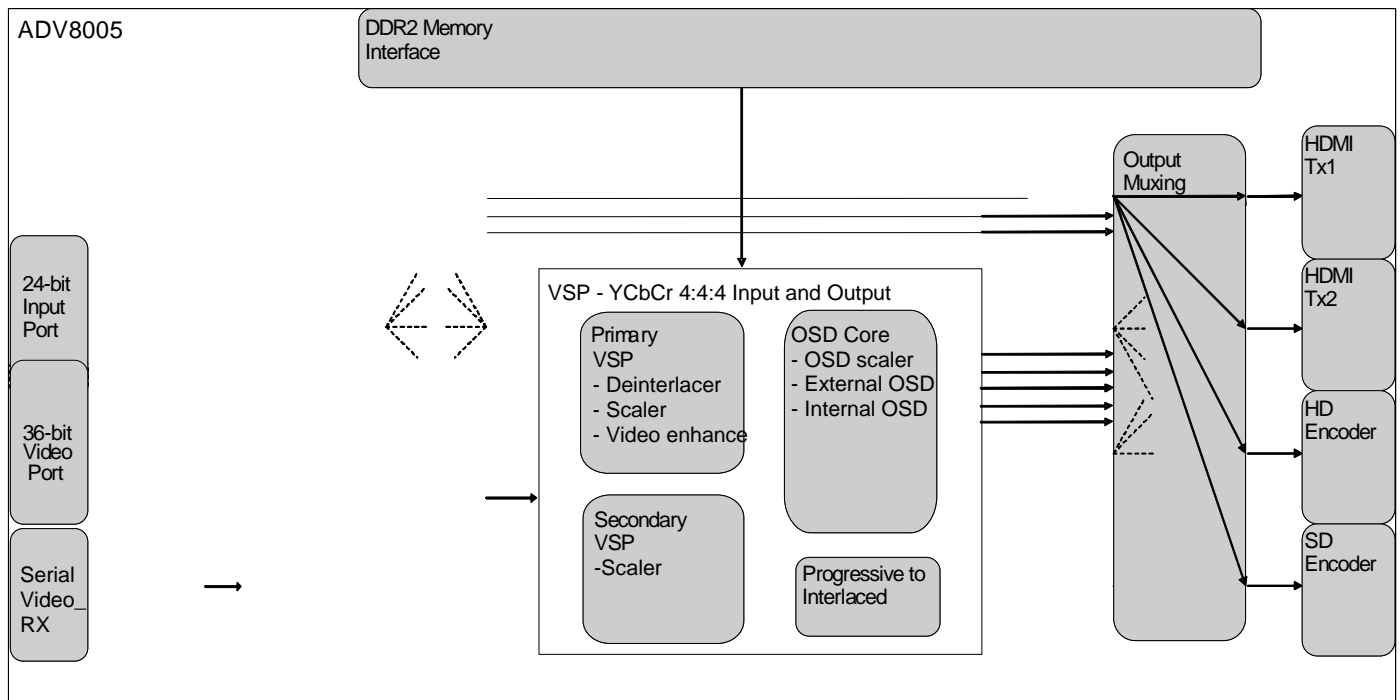 ADV8005
DDR2 Memory
Interface
Output
Muxing
HDMI
Tx1
24-bit
Input
Port
HDMI
Tx2
VSP - YCbCr 4:4:4 Input and Output
Primary
VSP
- Deinterlacer
- Scaler
- Video enhance
OSD Core
- OSD scaler
- External OSD
- Internal OSD
36-bit
Video
Port
HD
Encoder
Secondary
VSP
-Scaler
Progressive to
Interlaced
SD
Encoder
Serial
Video_
RX